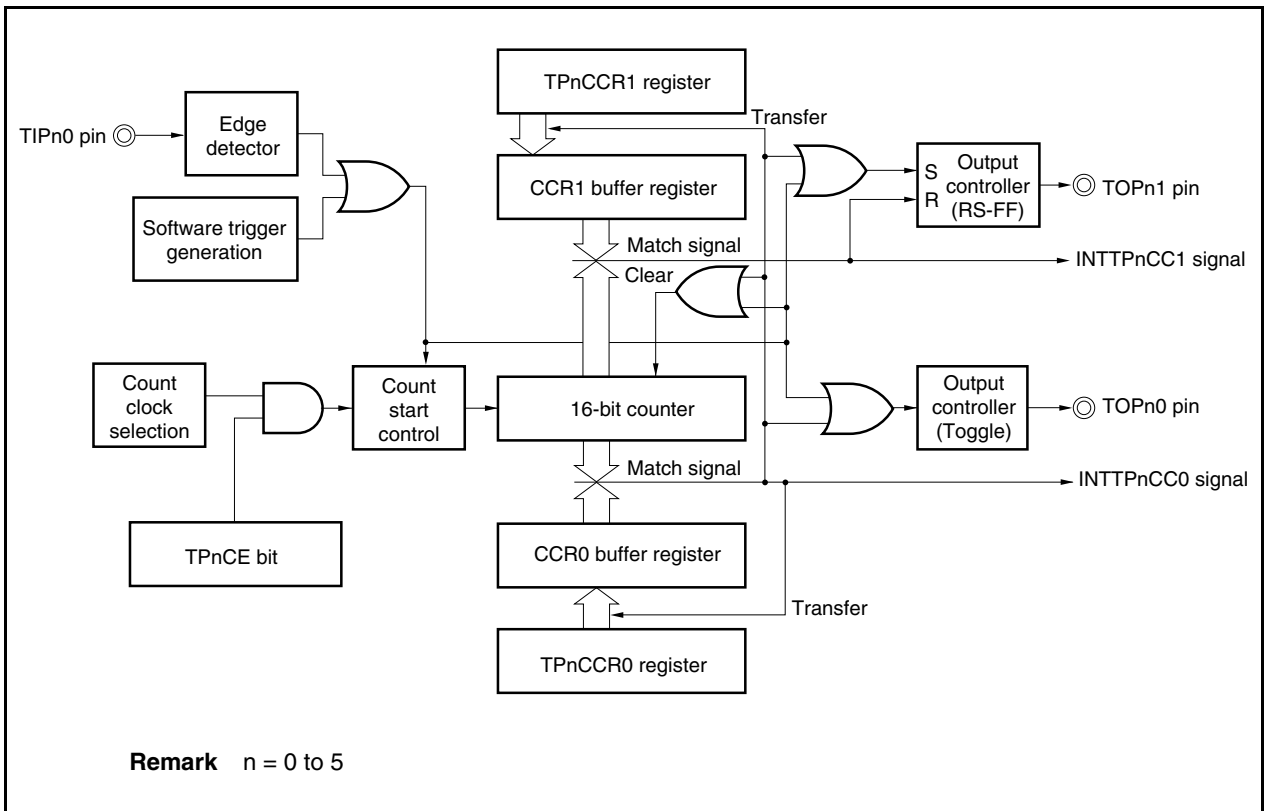 TPnCCR1 register
Transfer
TIPn0 pin
Edge
detector
CCR1 buffer register
S
R
Output
controller
(RS-FF)
TOPn1 pin
Software trigger
generation
Match signal
INTTPnCC1 signal
Clear
Count
clock
selection
Count
start
control
16-bit counter
Output
controller
(Toggle)
TOPn0 pin
Match signal
INTTPnCC0 signal
TPnCE bit
CCR0 buffer register
Transfer
TPnCCR0 register
Remark n = 0 to 5